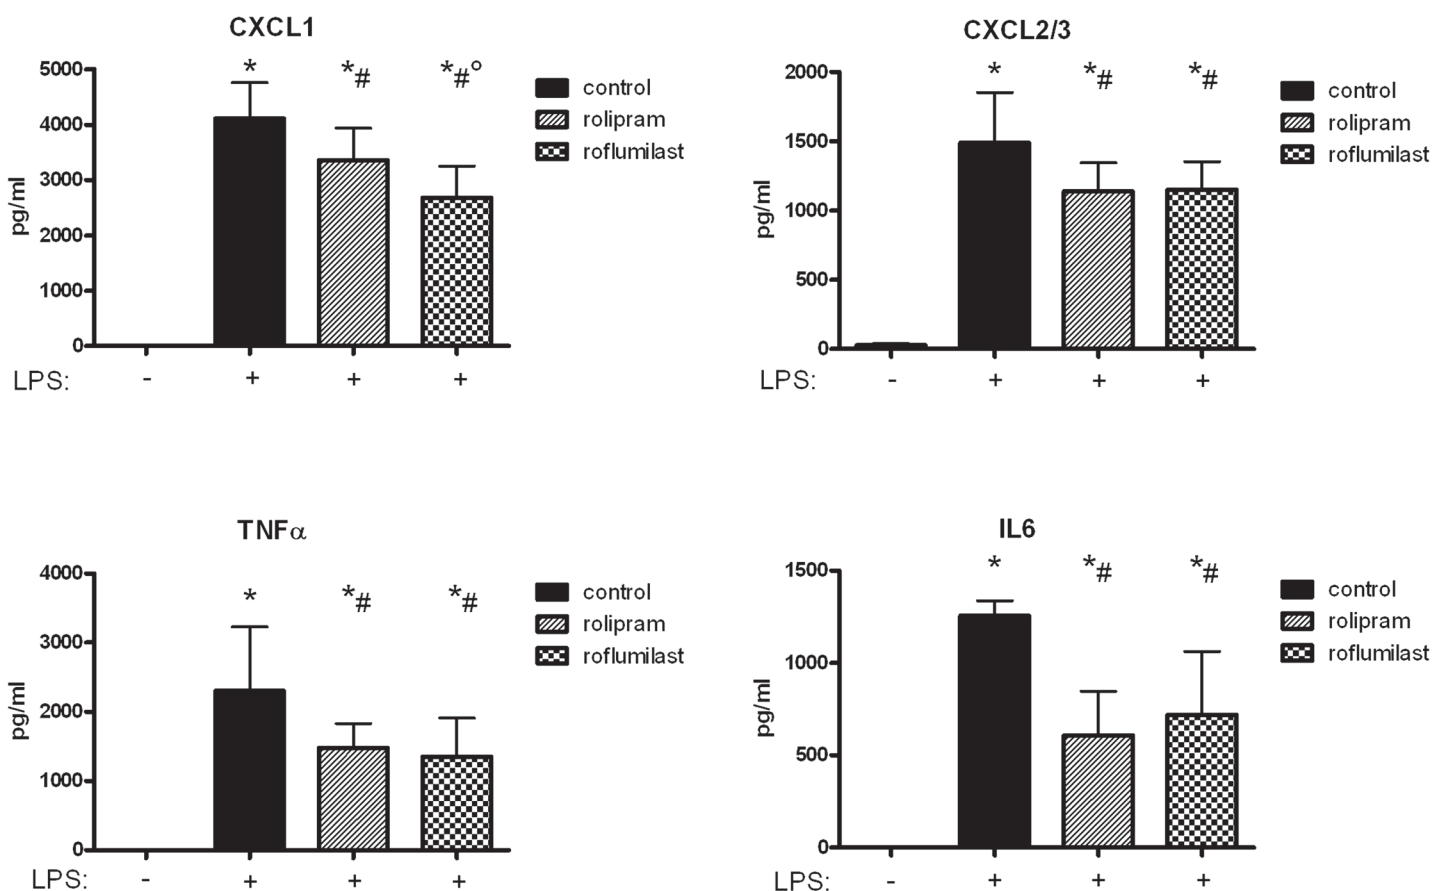 CXCL1
5000
4000
3000
2000
1000
0
pg/ml
* *# *#°
control
rolipram
roflumilast
LPS: - + + +
CXCL2/3
2000
1500
1000
500
0
pg/ml
* *# *#
control
rolipram
roflumilast
LPS: - + + +
TNFα
4000
3000
2000
1000
0
pg/ml
* *# *#
control
rolipram
roflumilast
LPS: - + + +
IL6
1500
1000
500
0
pg/ml
* *# *#
control
rolipram
roflumilast
LPS: - + + +